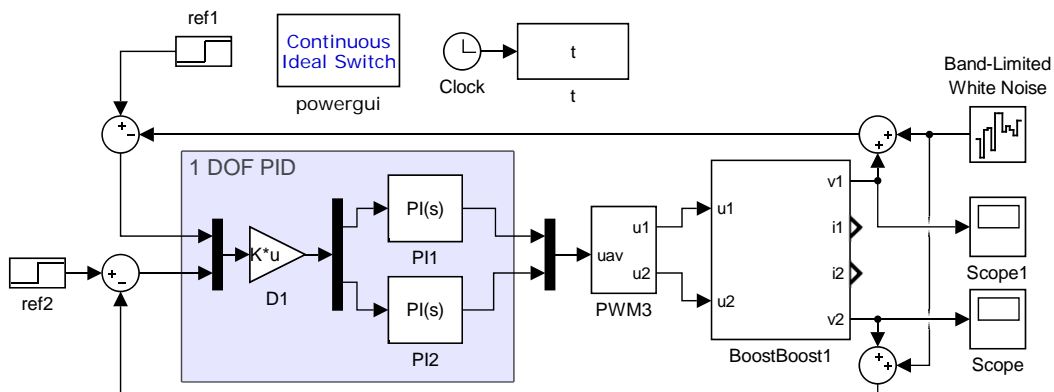 ref1
Continuous
Ideal Switch
powergui
Clock
t
t
Band-Limited
White Noise
1 DOF PID
K*u
D1
PI(s)
PI1
PI(s)
PI2
ref2
uav
u1
u2
PWM3
u1
u2
v1
i1
i2
v2
BoostBoost1
Scope1
Scope